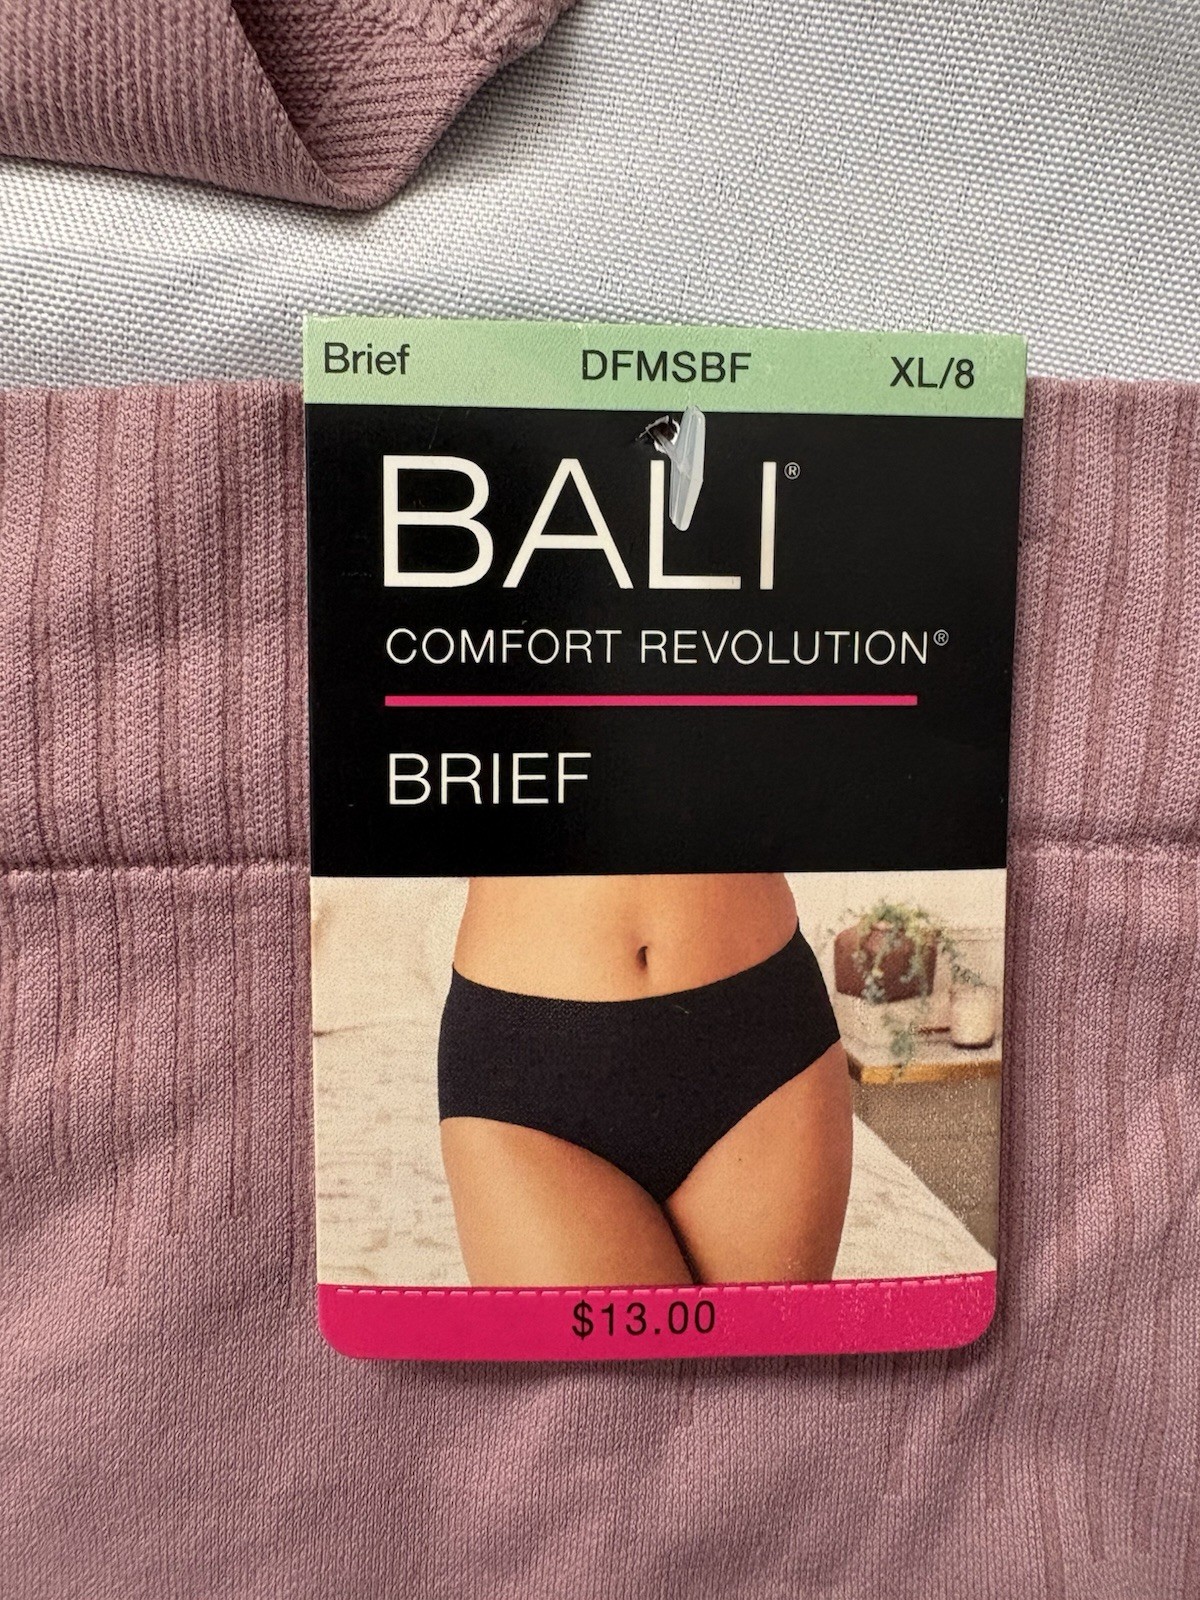 Brief DFMSBF XL/8
BALI®
COMFORT REVOLUTION®
BRIEF
$13.00